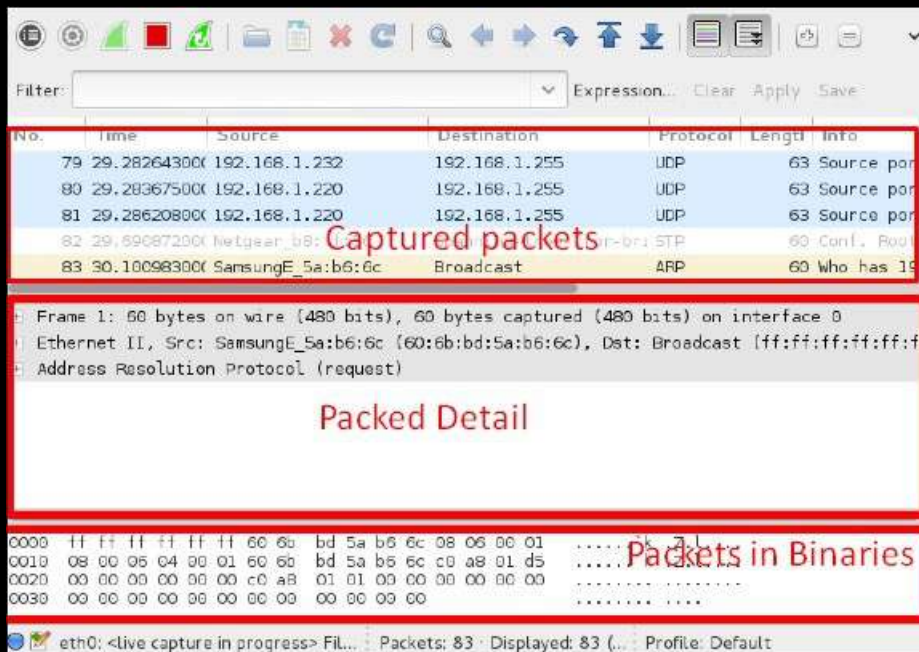 Filter: Expression... Clear Apply Save
No. Time Source Destination Protocol Lengtl Info
79 29.282643000 192.168.1.232 192.168.1.255 UDP 63 Source por
80 29.283675000 192.168.1.220 192.168.1.255 UDP 63 Source por
81 29.286208000 192.168.1.220 192.168.1.255 UDP 63 Source por
82 29.690872000 Netgear_b8: STP 60 Conf. Root
Captured packets
83 30.100983000 SamsungE_5a:b6:6c Broadcast ARP 60 Who has 19
Frame 1: 60 bytes on wire (480 bits), 60 bytes captured (480 bits) on interface 0
Ethernet II, Src: SamsungE_5a:b6:6c (60:6b:bd:5a:b6:6c), Dst: Broadcast (ff:ff:ff:ff:ff:f
Address Resolution Protocol (request)
Packed Detail
0000 ff ff ff ff ff ff 60 6b bd 5a b6 6c 08 06 00 01
Packets in Binaries
0010 08 00 06 04 00 01 60 6b bd 5a b6 6c c0 a8 01 d5
0020 00 00 00 00 00 00 c0 a8 01 01 00 00 00 00 00 00 ........ ........
0030 00 00 00 00 00 00 00 00 00 00 00 00 ........ ....
eth0: <live capture in progress> Fil... Packets: 83 · Displayed: 83 (... Profile: Default